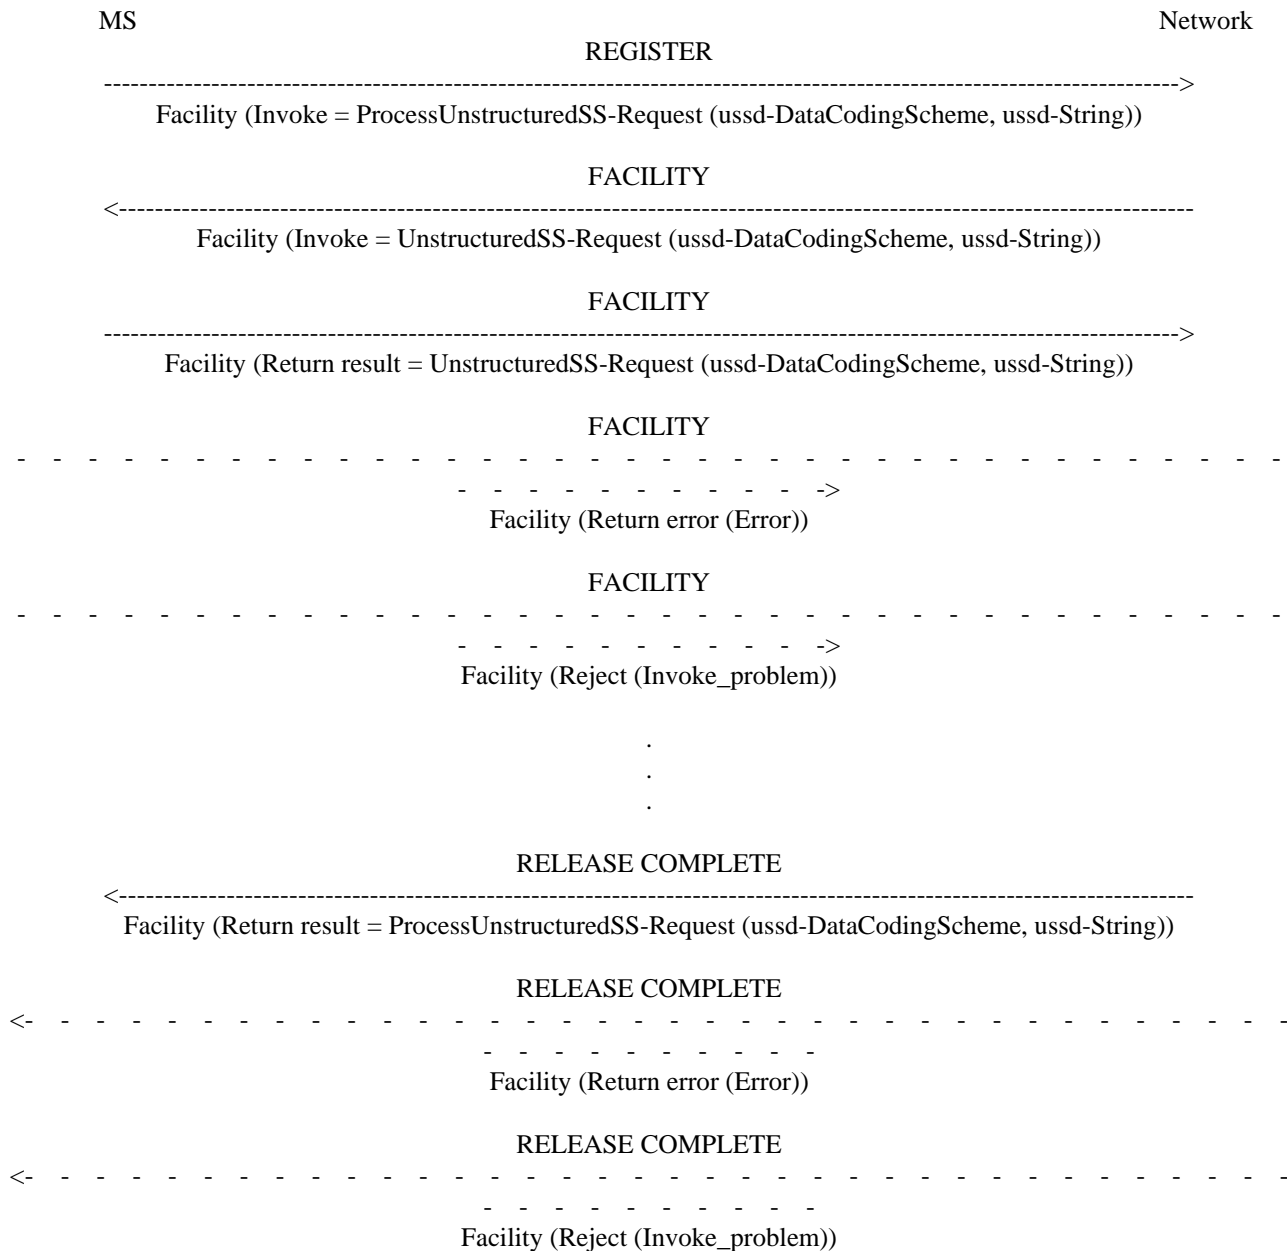 MS Network
REGISTER
------------------------------------------------------------------------------------------------------------------------>
Facility (Invoke = ProcessUnstructuredSS-Request (ussd-DataCodingScheme, ussd-String))
FACILITY
<------------------------------------------------------------------------------------------------------------------------
Facility (Invoke = UnstructuredSS-Request (ussd-DataCodingScheme, ussd-String))
FACILITY
------------------------------------------------------------------------------------------------------------------------>
Facility (Return result = UnstructuredSS-Request (ussd-DataCodingScheme, ussd-String))
FACILITY
- - - - - - - - - - - - - - - - - - - - - - - - - - - - - - - - - - - -
- - - - - - - - - - ->
Facility (Return error (Error))
FACILITY
- - - - - - - - - - - - - - - - - - - - - - - - - - - - - - - - - - - -
- - - - - - - - - - ->
Facility (Reject (Invoke_problem))
.
.
.
RELEASE COMPLETE
<------------------------------------------------------------------------------------------------------------------------
Facility (Return result = ProcessUnstructuredSS-Request (ussd-DataCodingScheme, ussd-String))
RELEASE COMPLETE
<- - - - - - - - - - - - - - - - - - - - - - - - - - - - - - - - - - - -
- - - - - - - - - -
Facility (Return error (Error))
RELEASE COMPLETE
<- - - - - - - - - - - - - - - - - - - - - - - - - - - - - - - - - - - -
- - - - - - - - - -
Facility (Reject (Invoke_problem))